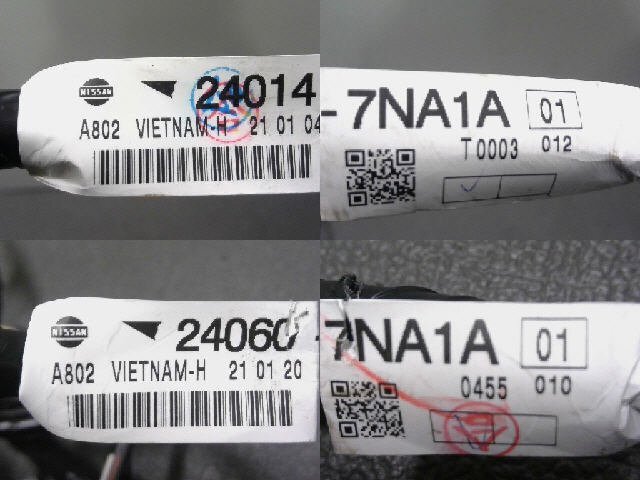 NISSAN 24014-7NA1A 01
A802 VIETNAM-H 21 01 04 T0003 012
NISSAN 24060-7NA1A 01
A802 VIETNAM-H 21 01 20 0455 010